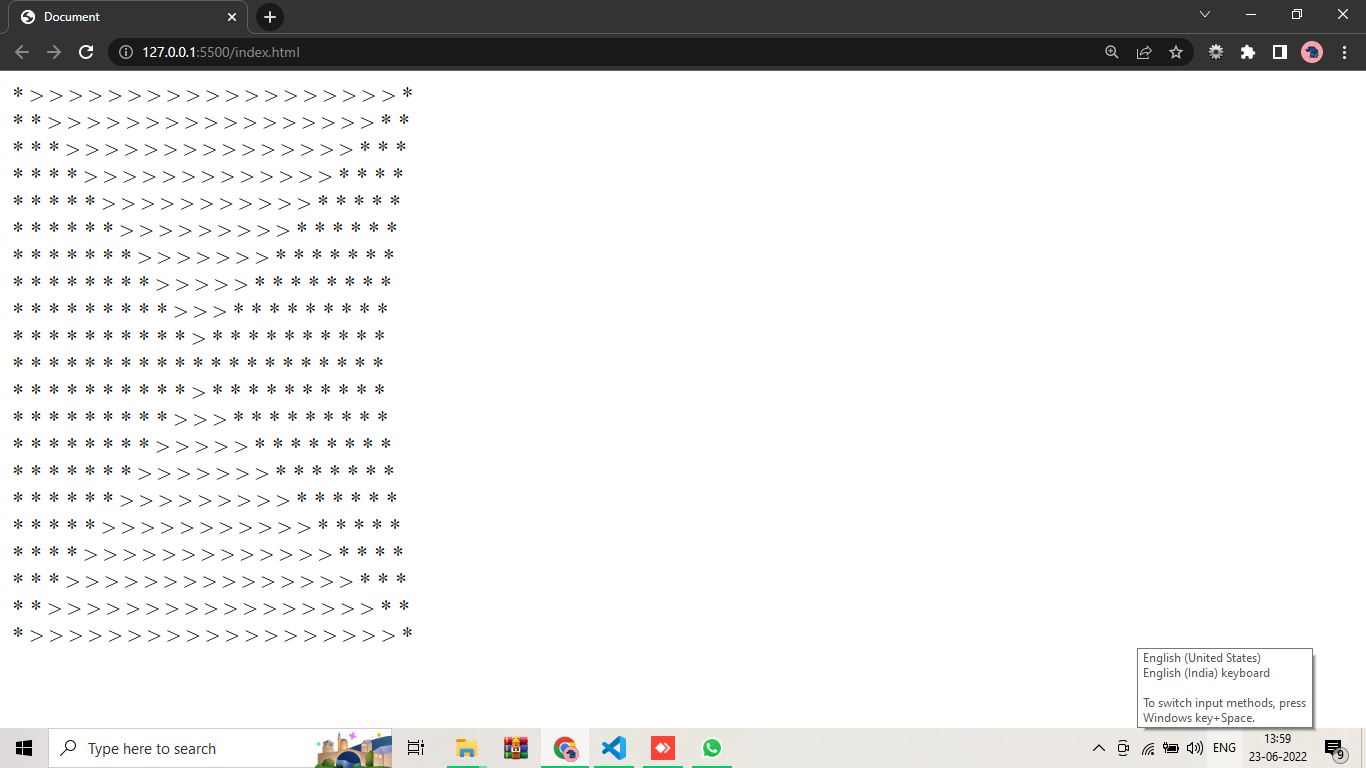 Document
127.0.0.1:5500/index.html
* > > > > > > > > > > > > > > > > > > > *
* * > > > > > > > > > > > > > > > > > * *
* * * > > > > > > > > > > > > > > > * * *
* * * * > > > > > > > > > > > > > * * * *
* * * * * > > > > > > > > > > > * * * * *
* * * * * * > > > > > > > > > * * * * * *
* * * * * * * > > > > > > > * * * * * * *
* * * * * * * * > > > > > * * * * * * * *
* * * * * * * * * > > > * * * * * * * * *
* * * * * * * * * * > * * * * * * * * * *
* * * * * * * * * * * * * * * * * * * * *
* * * * * * * * * * > * * * * * * * * * *
* * * * * * * * * > > > * * * * * * * * *
* * * * * * * * > > > > > * * * * * * * *
* * * * * * * > > > > > > > * * * * * * *
* * * * * * > > > > > > > > > * * * * * *
* * * * * > > > > > > > > > > > * * * * *
* * * * > > > > > > > > > > > > > * * * *
* * * > > > > > > > > > > > > > > > * * *
* * > > > > > > > > > > > > > > > > > * *
* > > > > > > > > > > > > > > > > > > > *
English (United States)
English (India) keyboard
To switch input methods, press
Windows key+Space.
Type here to search
ENG
13:59
23-06-2022
9